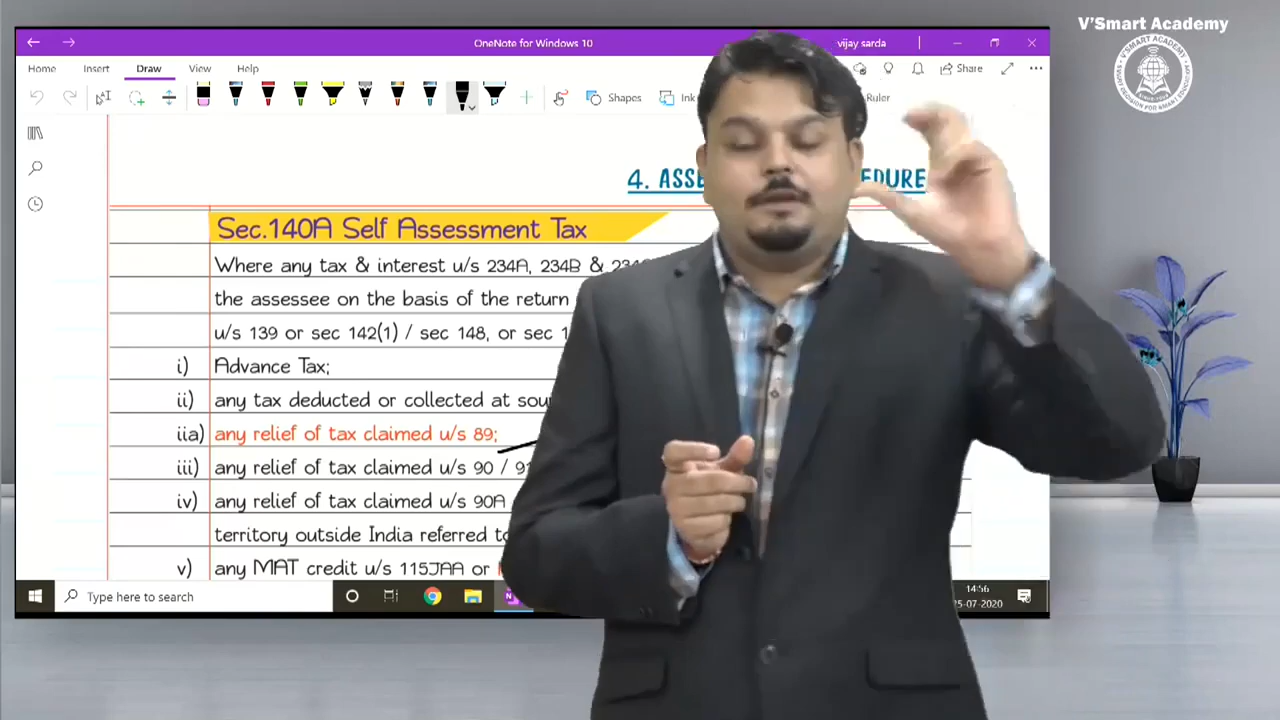 V'Smart Academy
OneNote for Windows 10
vijay sarda
Home Insert Draw View Help
Share
Shapes Ink Ruler
4. ASSE EDURE
Sec.140A Self Assessment Tax
Where any tax & interest u/s 234A, 234B &
the assessee on the basis of the return
u/s 139 or sec 142(1) / sec 148, or sec
i) Advance Tax;
ii) any tax deducted or collected at
iia) any relief of tax claimed u/s 89;
iii) any relief of tax claimed u/s 90 /
iv) any relief of tax claimed u/s 90A
territory outside India referred
v) any MAT credit u/s 115JAA or
Type here to search
14:56
25-07-2020